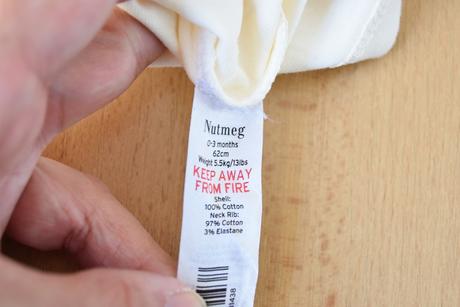 Nutmeg
0-3 months
62cm
Weight 5.5kg/13lbs
KEEP AWAY
FROM FIRE
Shell:
100% Cotton
Neck Rib:
97% Cotton
3% Elastane